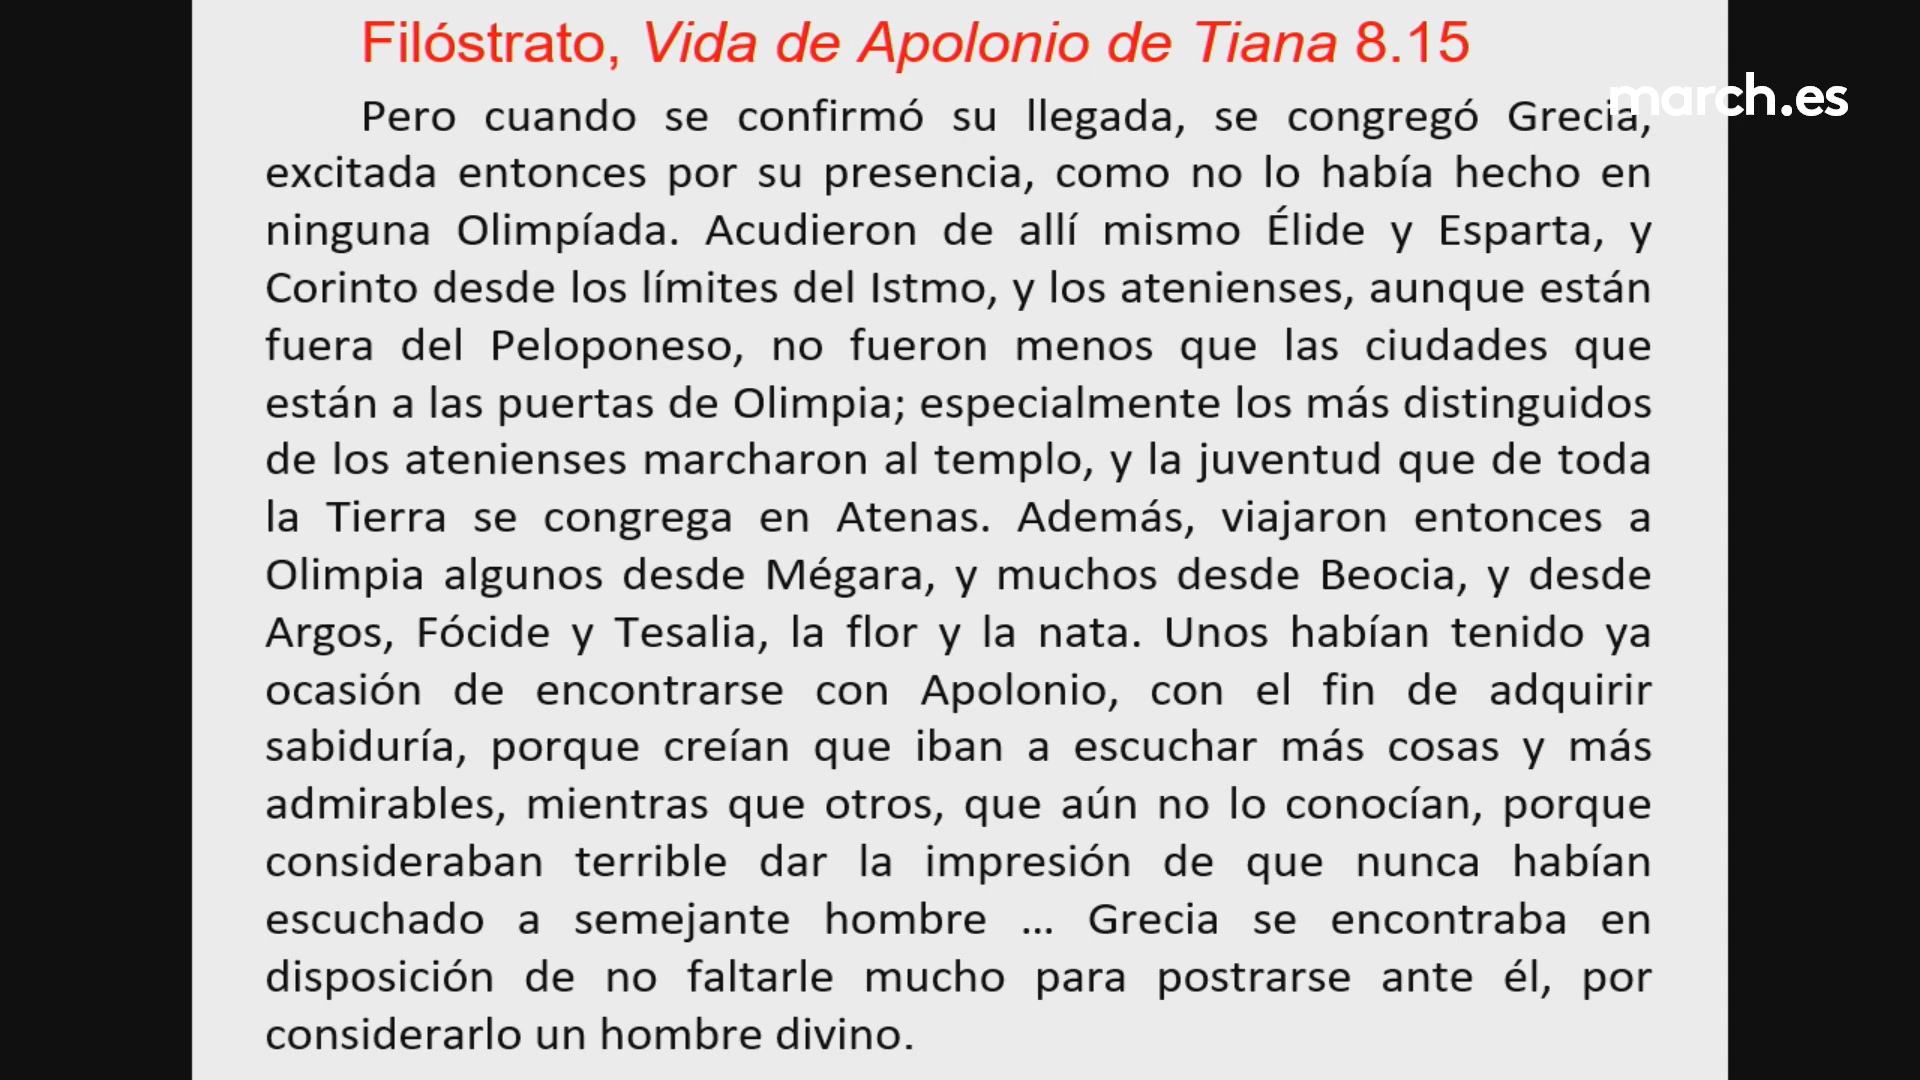 Filóstrato, Vida de Apolonio de Tiana 8.15
march.es
Pero cuando se confirmó su llegada, se congregó Grecia,
excitada entonces por su presencia, como no lo había hecho en
ninguna Olimpíada. Acudieron de allí mismo Élide y Esparta, y
Corinto desde los límites del Istmo, y los atenienses, aunque están
fuera del Peloponeso, no fueron menos que las ciudades que
están a las puertas de Olimpia; especialmente los más distinguidos
de los atenienses marcharon al templo, y la juventud que de toda
la Tierra se congrega en Atenas. Además, viajaron entonces a
Olimpia algunos desde Mégara, y muchos desde Beocia, y desde
Argos, Fócide y Tesalia, la flor y la nata. Unos habían tenido ya
ocasión de encontrarse con Apolonio, con el fin de adquirir
sabiduría, porque creían que iban a escuchar más cosas y más
admirables, mientras que otros, que aún no lo conocían, porque
consideraban terrible dar la impresión de que nunca habían
escuchado a semejante hombre ... Grecia se encontraba en
disposición de no faltarle mucho para postrarse ante él, por
considerarlo un hombre divino.